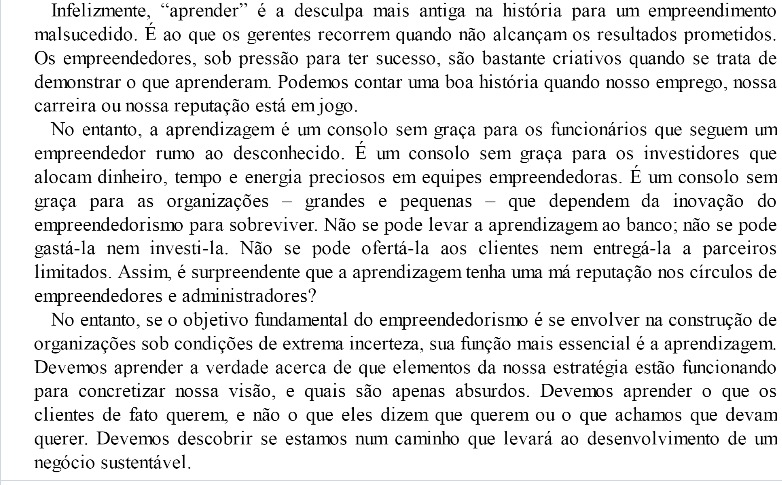 Infelizmente, “aprender” é a desculpa mais antiga na história para um empreendimento
malsucedido. É ao que os gerentes recorrem quando não alcançam os resultados prometidos.
Os empreendedores, sob pressão para ter sucesso, são bastante criativos quando se trata de
demonstrar o que aprenderam. Podemos contar uma boa história quando nosso emprego, nossa
carreira ou nossa reputação está em jogo.
No entanto, a aprendizagem é um consolo sem graça para os funcionários que seguem um
empreendedor rumo ao desconhecido. É um consolo sem graça para os investidores que
alocam dinheiro, tempo e energia preciosos em equipes empreendedoras. É um consolo sem
graça para as organizações – grandes e pequenas – que dependem da inovação do
empreendedorismo para sobreviver. Não se pode levar a aprendizagem ao banco; não se pode
gastá-la nem investi-la. Não se pode ofertá-la aos clientes nem entregá-la a parceiros
limitados. Assim, é surpreendente que a aprendizagem tenha uma má reputação nos círculos de
empreendedores e administradores?
No entanto, se o objetivo fundamental do empreendedorismo é se envolver na construção de
organizações sob condições de extrema incerteza, sua função mais essencial é a aprendizagem.
Devemos aprender a verdade acerca de que elementos da nossa estratégia estão funcionando
para concretizar nossa visão, e quais são apenas absurdos. Devemos aprender o que os
clientes de fato querem, e não o que eles dizem que querem ou o que achamos que devam
querer. Devemos descobrir se estamos num caminho que levará ao desenvolvimento de um
negócio sustentável.